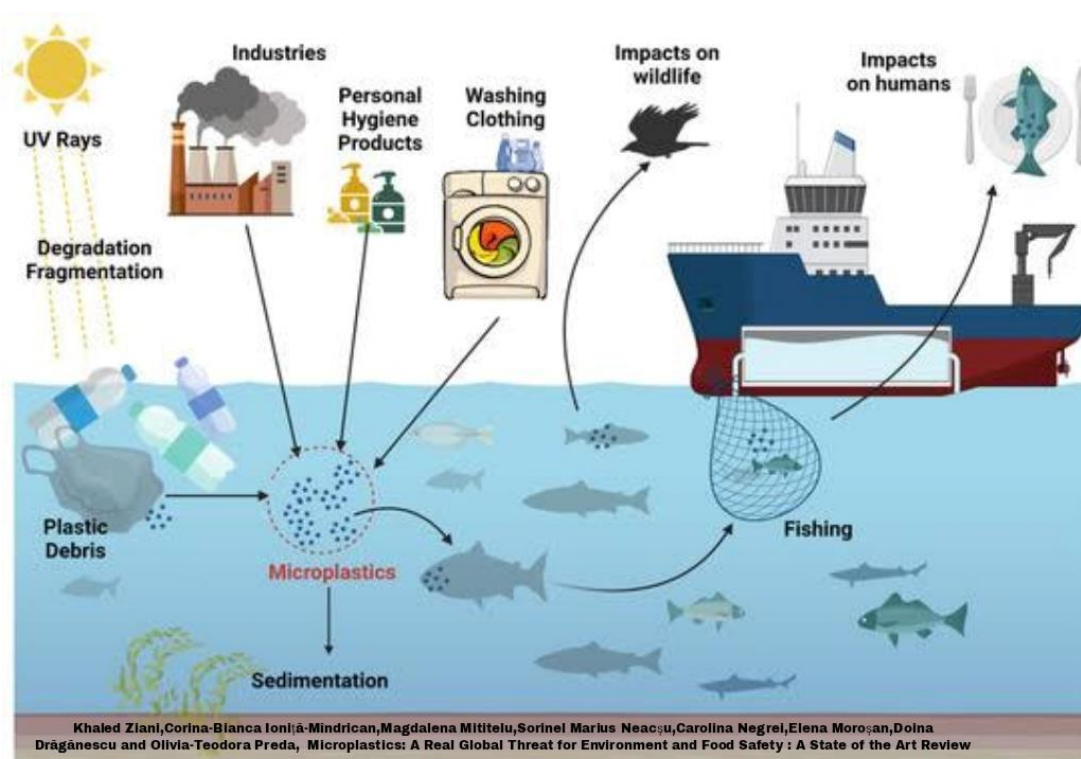 UV Rays
Industries
Personal
Hygiene
Products
Washing
Clothing
Impacts on
wildlife
Impacts
on humans
Degradation
Fragmentation
Plastic
Debris
Microplastics
Sedimentation
Fishing
Khaled Ziani,Corina-Bianca Ioniță-Mîndrican,Magdalena Mititelu,Sorinel Marius Neacșu,Carolina Negrei,Elena Moroșan,Doina
Drăgănescu and Olivia-Teodora Preda, Microplastics: A Real Global Threat for Environment and Food Safety : A State of the Art Review